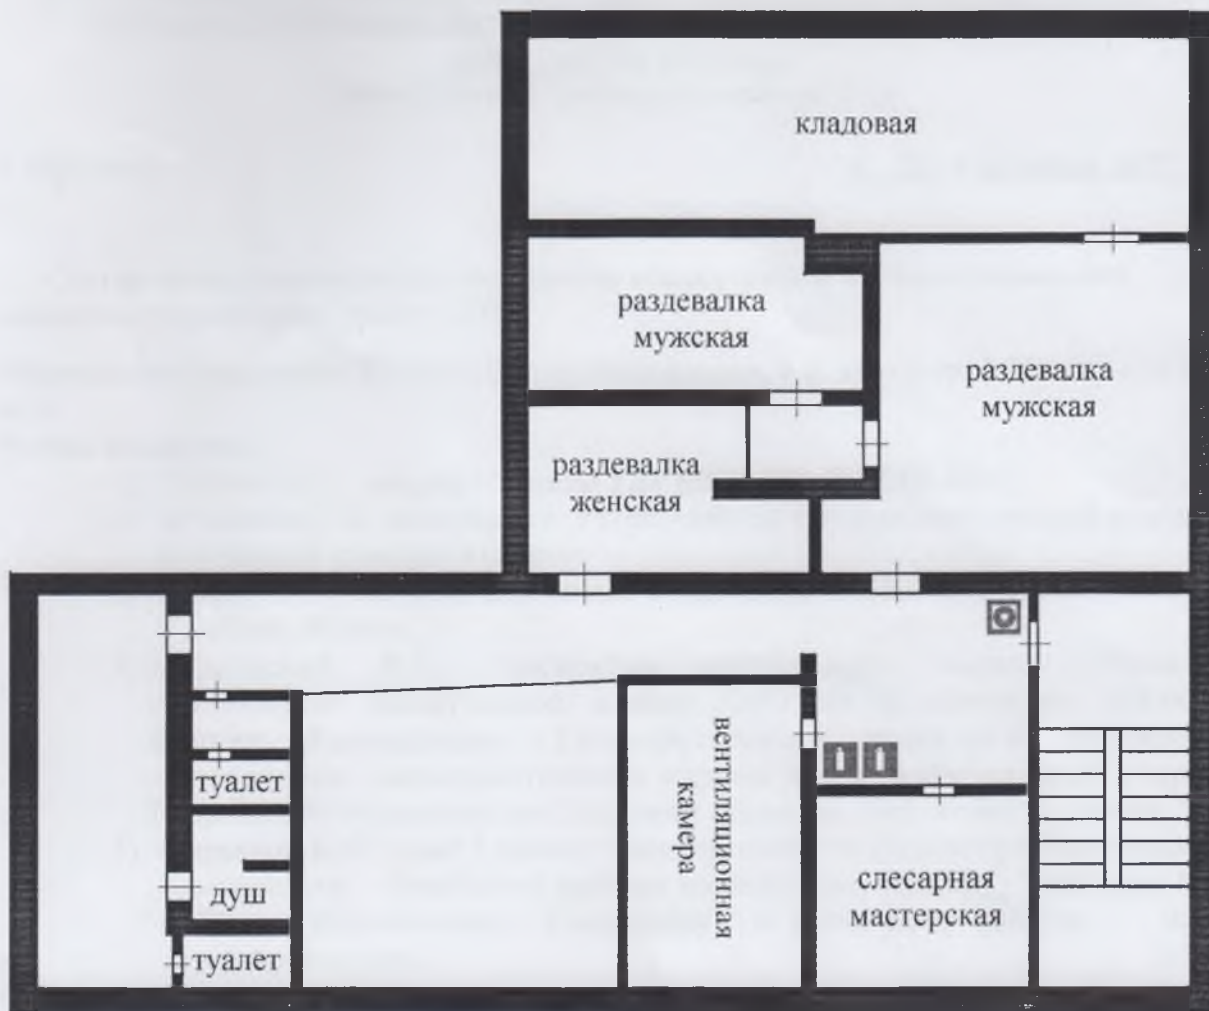 кладовая
раздевалка
мужская
раздевалка
мужская
раздевалка
женская
туалет
душ
туалет
вентиляционная
камера
слесарная
мастерская